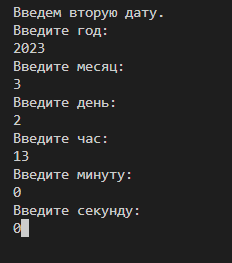 Введем вторую дату.
Введите год:
2023
Введите месяц:
3
Введите день:
2
Введите час:
13
Введите минуту:
0
Введите секунду:
0